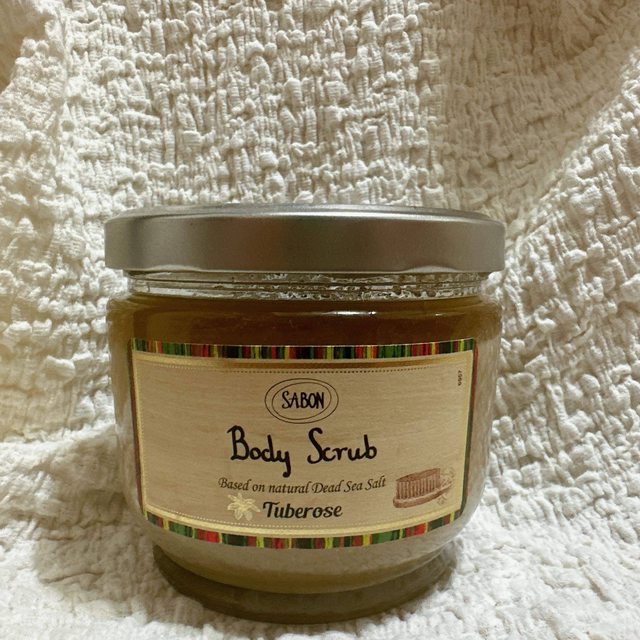 SABON
Body Scrub
Based on natural Dead Sea Salt
Tuberose